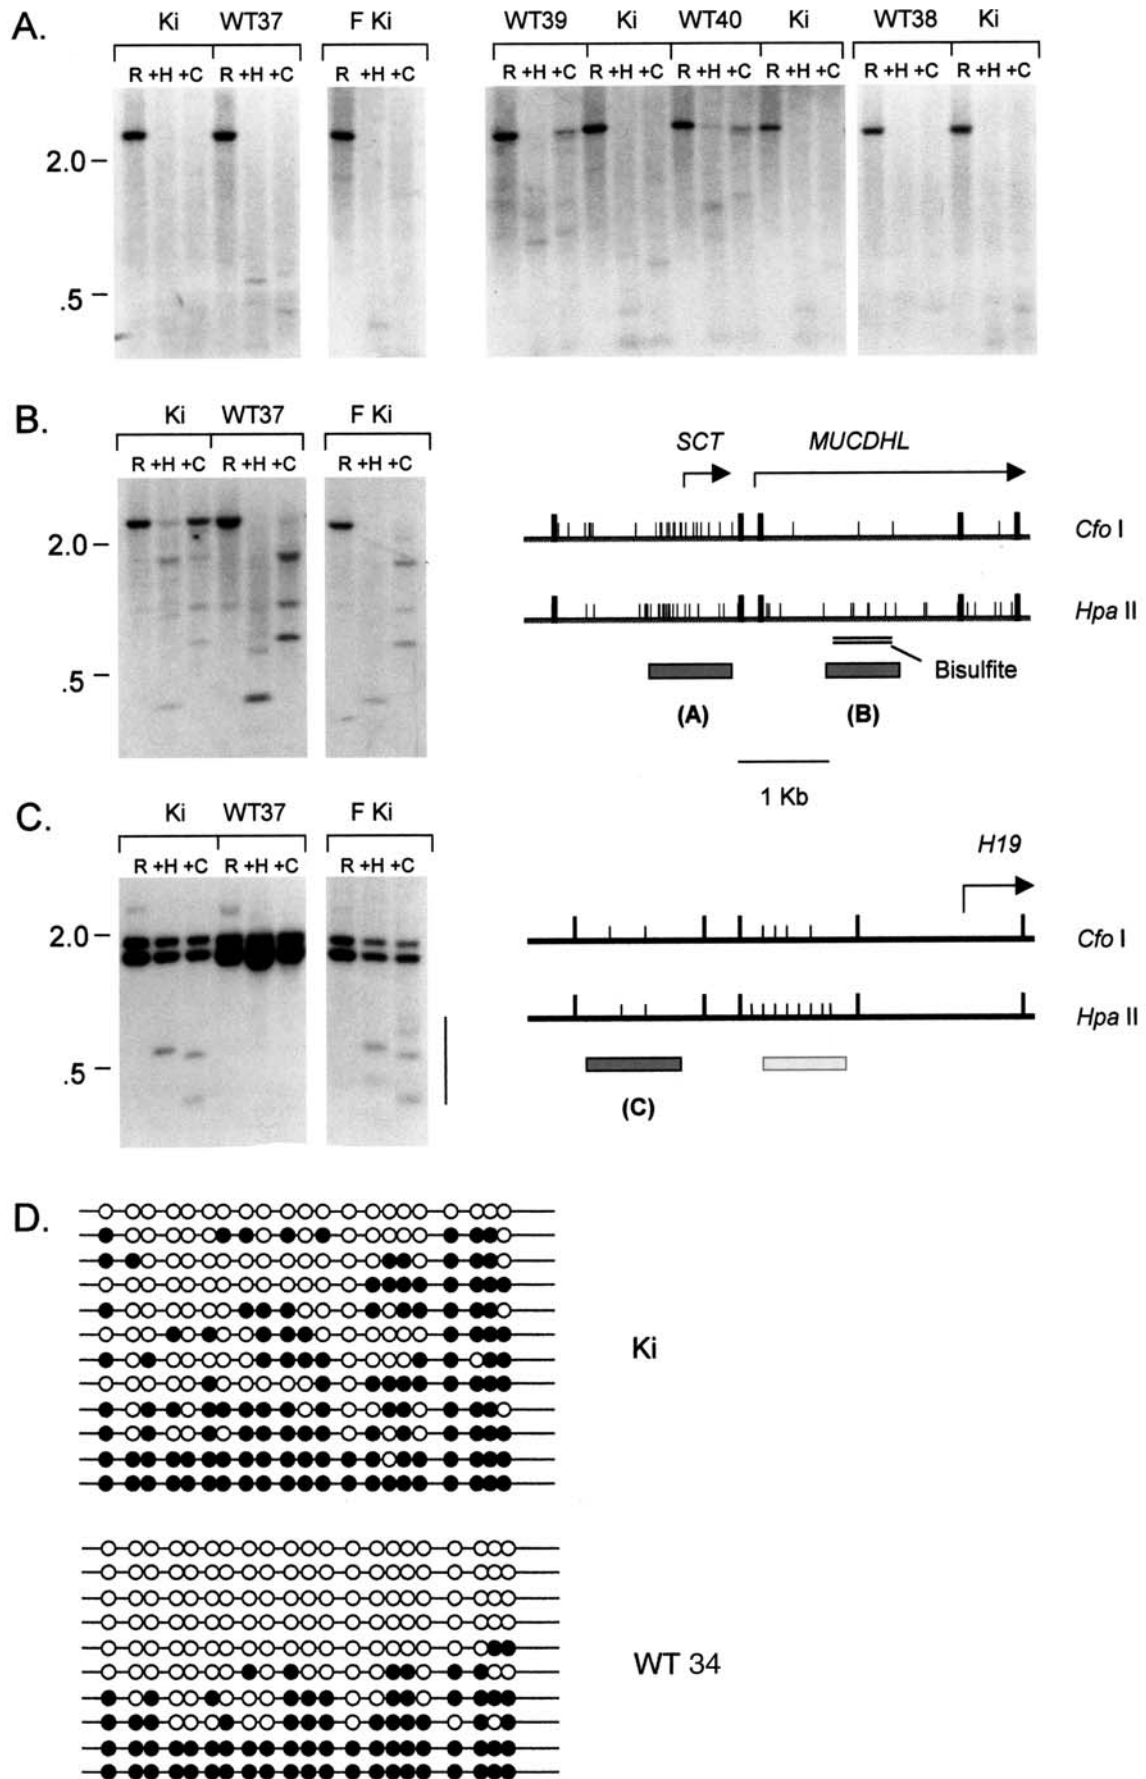 A.
Ki WT37 F Ki WT39 Ki WT40 Ki WT38 Ki
R +H +C R +H +C R +H +C R +H +C R +H +C R +H +C R +H +C R +H +C R +H +C
2.0
.5
B.
Ki WT37 F Ki
R +H +C R +H +C R +H +C
2.0
.5
SCT MUCDHL
Cfo I
Hpa II
Bisulfite
(A) (B)
1 Kb
C.
Ki WT37 F Ki
R +H +C R +H +C R +H +C
2.0
.5
H19
Cfo I
Hpa II
(C)
D.
Ki
WT 34